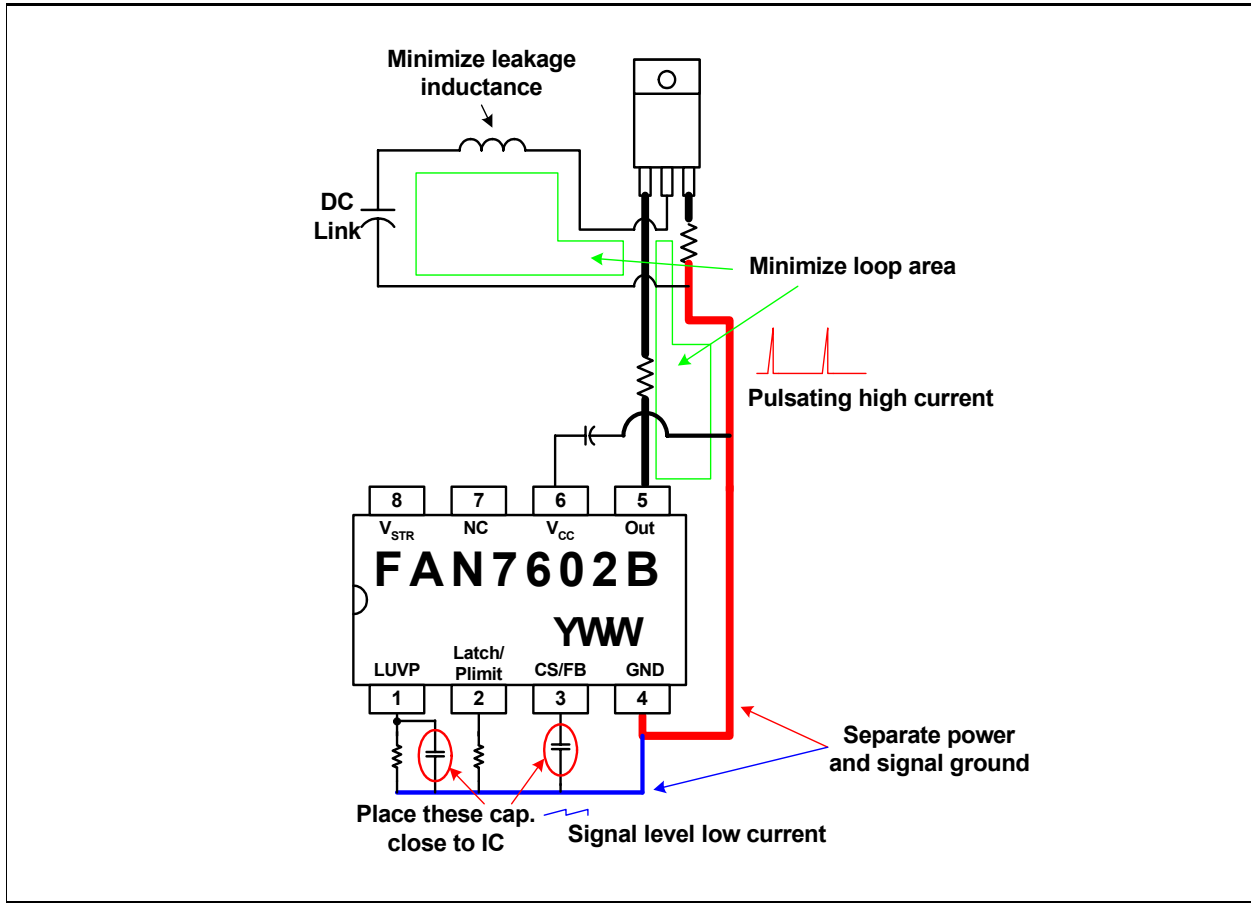 Minimize leakage
inductance
DC
Link
Minimize loop area
Pulsating high current
8 7 6 5
VSTR NC VCC Out
FAN7602B
YWW
LUVP Latch/
Plimit CS/FB GND
1 2 3 4
Separate power
and signal ground
Place these cap.
close to IC
Signal level low current